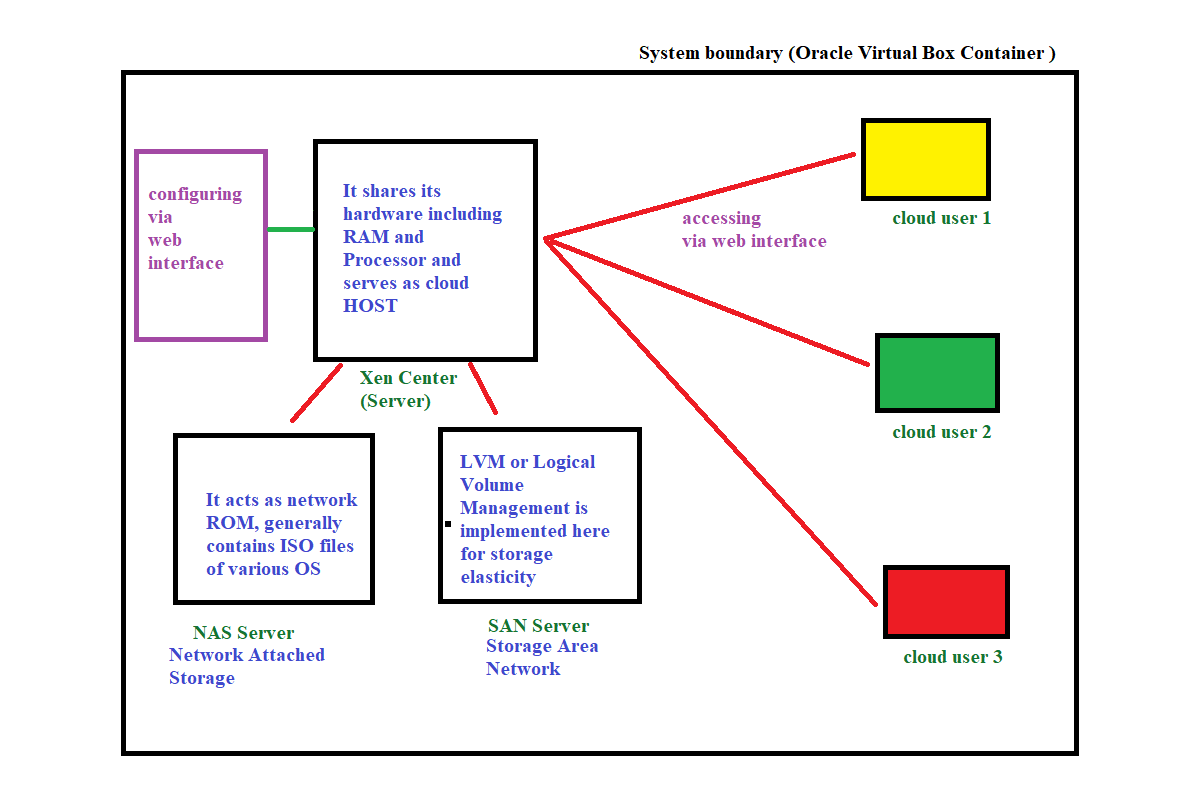 System boundary (Oracle Virtual Box Container )
configuring
via
web
interface
It shares its
hardware including
RAM and
Processor and
serves as cloud
HOST
Xen Center
(Server)
accessing
via web interface
cloud user 1
cloud user 2
cloud user 3
It acts as network
ROM, generally
contains ISO files
of various OS
NAS Server
Network Attached
Storage
LVM or Logical
Volume
Management is
implemented here
for storage
elasticity
SAN Server
Storage Area
Network